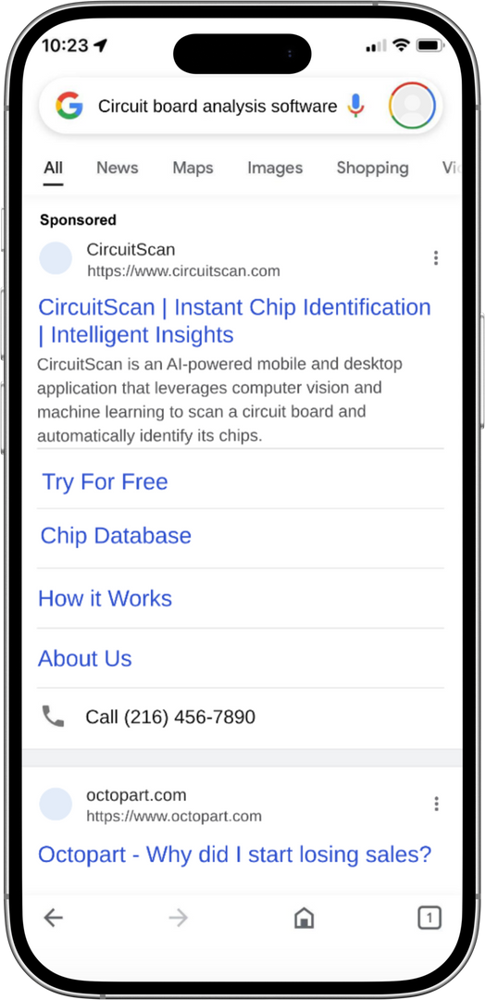 10:23
Circuit board analysis software
All News Maps Images Shopping
Sponsored
CircuitScan
https://www.circuitscan.com
CircuitScan | Instant Chip Identification
| Intelligent Insights
CircuitScan is an AI-powered mobile and desktop
application that leverages computer vision and
machine learning to scan a circuit board and
automatically identify its chips.
Try For Free
Chip Database
How it Works
About Us
Call (216) 456-7890
octopart.com
https://www.octopart.com
Octopart - Why did I start losing sales?
1